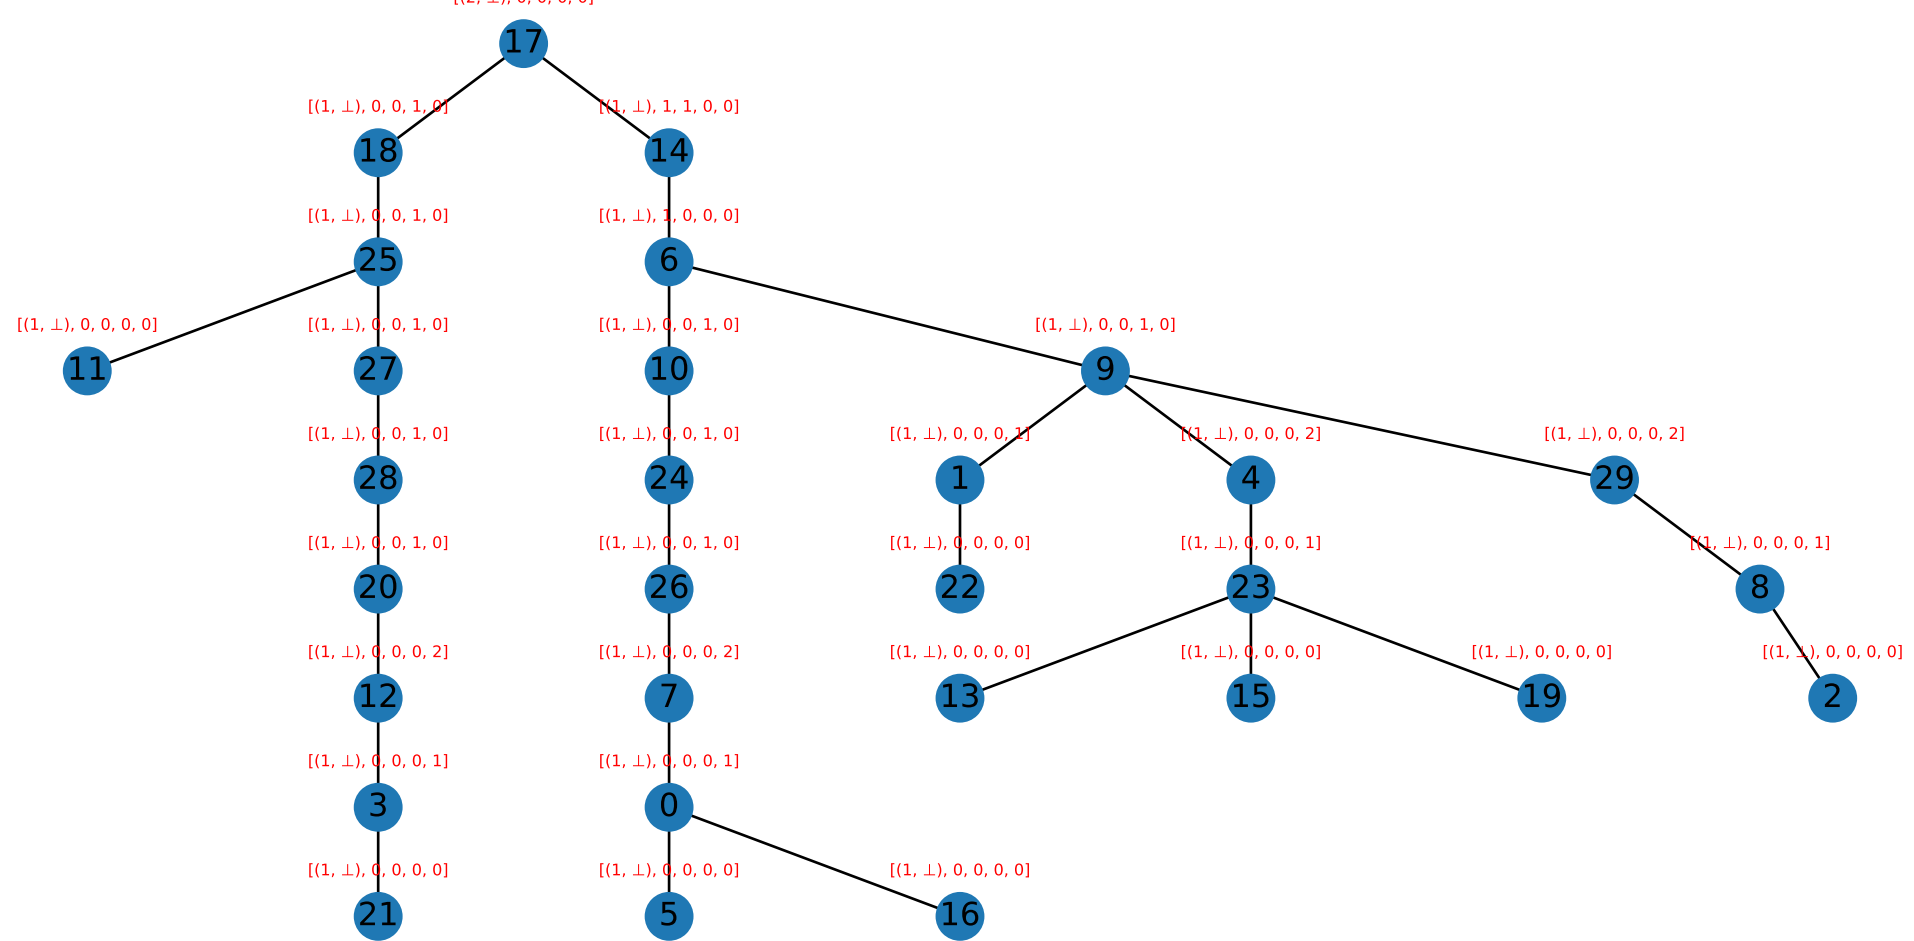 [(2, ⊥), 0, 0, 0, 0]
17
[(1, ⊥), 0, 0, 1, 0]
[(1, ⊥), 1, 1, 0, 0]
18
14
[(1, ⊥), 0, 0, 1, 0]
[(1, ⊥), 1, 0, 0, 0]
25
6
[(1, ⊥), 0, 0, 0, 0]
[(1, ⊥), 0, 0, 1, 0]
[(1, ⊥), 0, 0, 1, 0]
[(1, ⊥), 0, 0, 1, 0]
11
27
10
9
[(1, ⊥), 0, 0, 1, 0]
[(1, ⊥), 0, 0, 1, 0]
[(1, ⊥), 0, 0, 0, 1]
[(1, ⊥), 0, 0, 0, 2]
[(1, ⊥), 0, 0, 0, 2]
28
24
1
4
29
[(1, ⊥), 0, 0, 1, 0]
[(1, ⊥), 0, 0, 1, 0]
[(1, ⊥), 0, 0, 0, 0]
[(1, ⊥), 0, 0, 0, 1]
[(1, ⊥), 0, 0, 0, 1]
20
26
22
23
8
[(1, ⊥), 0, 0, 0, 2]
[(1, ⊥), 0, 0, 0, 2]
[(1, ⊥), 0, 0, 0, 0]
[(1, ⊥), 0, 0, 0, 0]
[(1, ⊥), 0, 0, 0, 0]
[(1, ⊥), 0, 0, 0, 0]
12
7
13
15
19
2
[(1, ⊥), 0, 0, 0, 1]
[(1, ⊥), 0, 0, 0, 1]
3
0
[(1, ⊥), 0, 0, 0, 0]
[(1, ⊥), 0, 0, 0, 0]
[(1, ⊥), 0, 0, 0, 0]
21
5
16